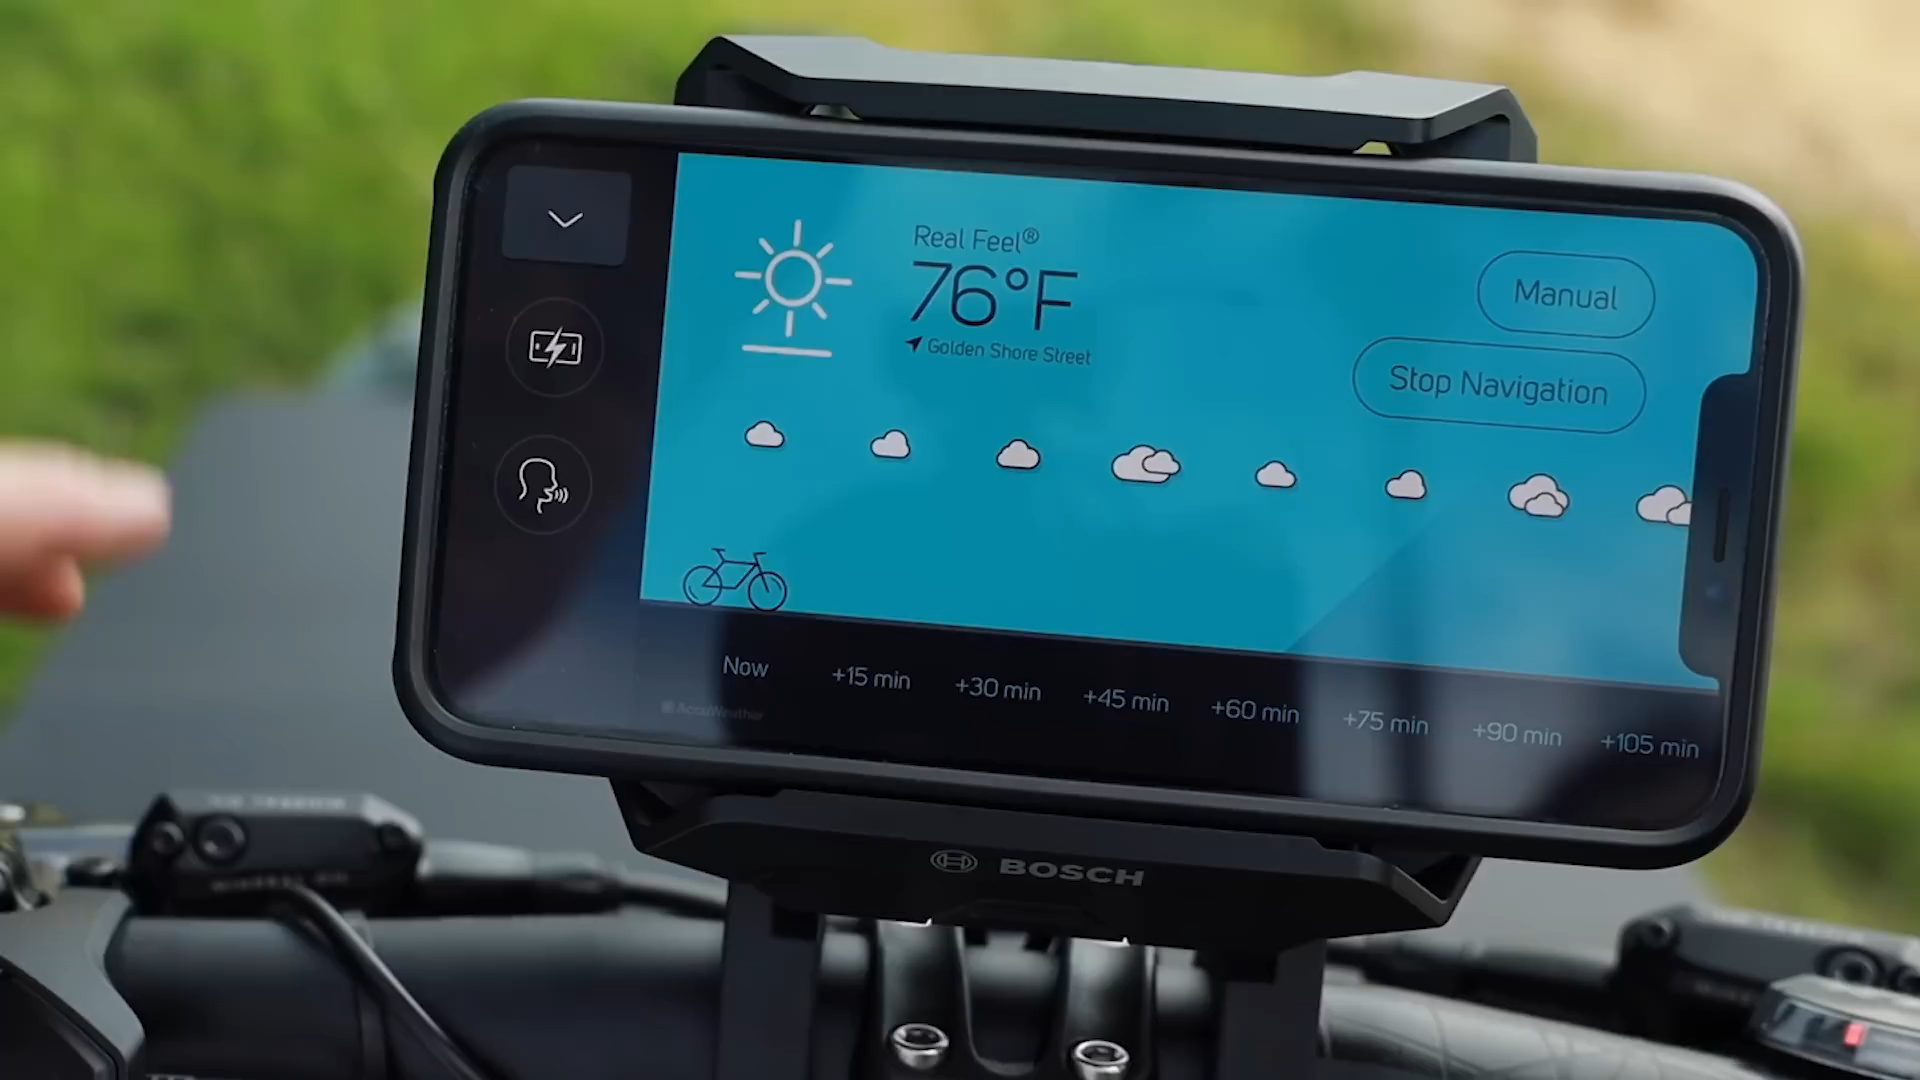 Real Feel®
76°F
Golden Shore Street
Manual
Stop Navigation
Now
+15 min
+30 min
+45 min
+60 min
+75 min
+90 min
+105 min
AccuWeather
BOSCH